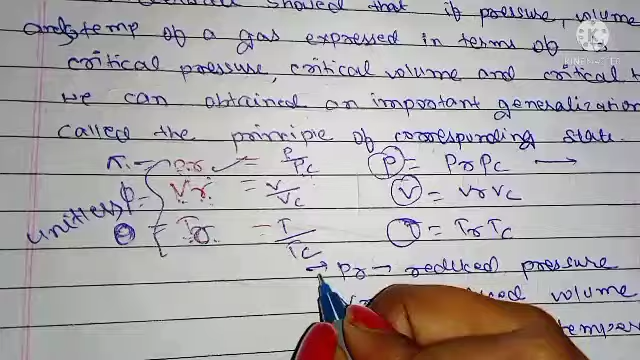 showed that if pressure, volume
and temp of a gas expressed in terms of
critical pressure, critical volume and critical
we can obtained an important generalization
called the principle of corresponding state.
π = Pr = P/Pc P = PrPc →
φ = Vr = V/Vc V = VrVc
unitless
θ = Tr = T/Tc T = TrTc
→ Pr → reduced pressure
volume
KINEMASTER